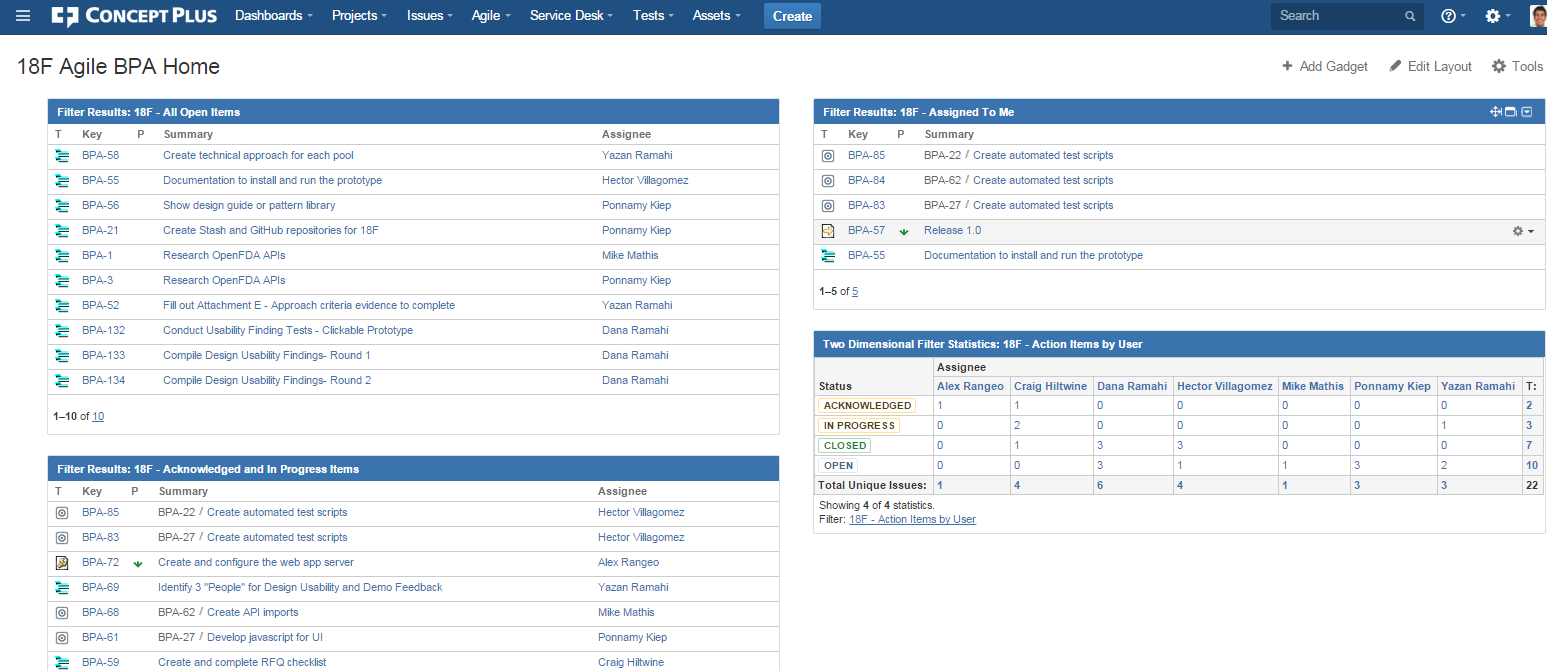 CONCEPT PLUS Dashboards Projects Issues Agile Service Desk Tests Assets Create Search
18F Agile BPA Home
Add Gadget Edit Layout Tools
Filter Results: 18F - All Open Items
T Key P Summary Assignee
BPA-58 Create technical approach for each pool Yazan Ramahi
BPA-55 Documentation to install and run the prototype Hector Villagomez
BPA-56 Show design guide or pattern library Ponnamy Kiep
BPA-21 Create Stash and GitHub repositories for 18F Ponnamy Kiep
BPA-1 Research OpenFDA APIs Mike Mathis
BPA-3 Research OpenFDA APIs Ponnamy Kiep
BPA-52 Fill out Attachment E - Approach criteria evidence to complete Yazan Ramahi
BPA-132 Conduct Usability Finding Tests - Clickable Prototype Dana Ramahi
BPA-133 Compile Design Usability Findings- Round 1 Dana Ramahi
BPA-134 Compile Design Usability Findings- Round 2 Dana Ramahi
1–10 of 10
Filter Results: 18F - Acknowledged and In Progress Items
T Key P Summary Assignee
BPA-85 BPA-22 / Create automated test scripts Hector Villagomez
BPA-83 BPA-27 / Create automated test scripts Hector Villagomez
BPA-72 Create and configure the web app server Alex Rangeo
BPA-69 Identify 3 "People" for Design Usability and Demo Feedback Yazan Ramahi
BPA-68 BPA-62 / Create API imports Mike Mathis
BPA-61 BPA-27 / Develop javascript for UI Ponnamy Kiep
BPA-59 Create and complete RFQ checklist Craig Hiltwine
Filter Results: 18F - Assigned To Me
T Key P Summary
BPA-85 BPA-22 / Create automated test scripts
BPA-84 BPA-62 / Create automated test scripts
BPA-83 BPA-27 / Create automated test scripts
BPA-57 Release 1.0
BPA-55 Documentation to install and run the prototype
1–5 of 5
Two Dimensional Filter Statistics: 18F - Action Items by User
Assignee
Status Alex Rangeo Craig Hiltwine Dana Ramahi Hector Villagomez Mike Mathis Ponnamy Kiep Yazan Ramahi T:
ACKNOWLEDGED 1 1 0 0 0 0 0 2
IN PROGRESS 0 2 0 0 0 0 1 3
CLOSED 0 1 3 3 0 0 0 7
OPEN 0 0 3 1 1 3 2 10
Total Unique Issues: 1 4 6 4 1 3 3 22
Showing 4 of 4 statistics.
Filter: 18F - Action Items by User